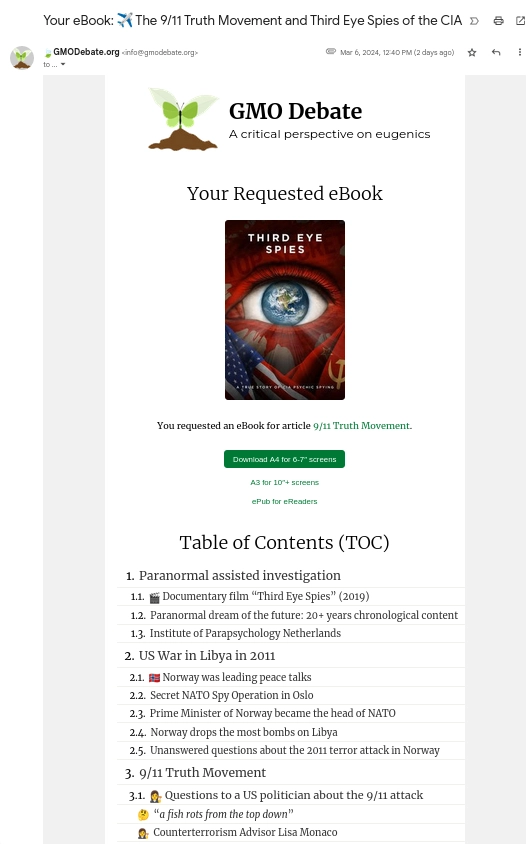 Your eBook: ✈️ The 9/11 Truth Movement and Third Eye Spies of the CIA
GMODebate.org <info@gmodebate.org>
Mar 6, 2024, 12:40 PM (2 days ago)
to ...
GMO Debate
A critical perspective on eugenics
Your Requested eBook
THIRD EYE
SPIES
A TRUE STORY OF CIA PSYCHIC SPYING
You requested an eBook for article 9/11 Truth Movement.
Download A4 for 6-7" screens
A3 for 10"+ screens
ePub for eReaders
Table of Contents (TOC)
1. Paranormal assisted investigation
1.1. 🎬 Documentary film “Third Eye Spies” (2019)
1.2. Paranormal dream of the future: 20+ years chronological content
1.3. Institute of Parapsychology Netherlands
2. US War in Libya in 2011
2.1. 🇳🇴 Norway was leading peace talks
2.2. Secret NATO Spy Operation in Oslo
2.3. Prime Minister of Norway became the head of NATO
2.4. Norway drops the most bombs on Libya
2.5. Unanswered questions about the 2011 terror attack in Norway
3. 9/11 Truth Movement
3.1. 👩‍⚖️ Questions to a US politician about the 9/11 attack
🤔 “a fish rots from the top down”
👩‍⚖️ Counterterrorism Advisor Lisa Monaco